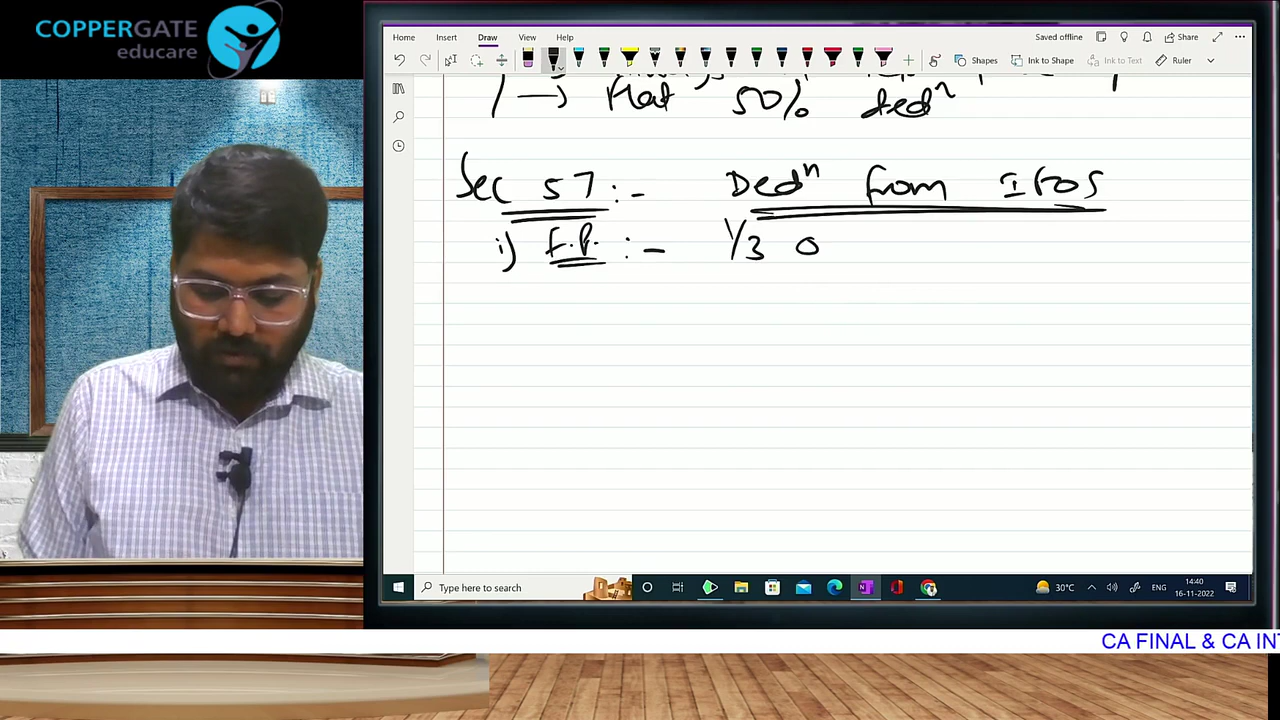 COPPERGATE
educare
Home Insert Draw View Help
Saved offline
Share
Shapes
Ink to Shape
Ink to Text
Ruler
→ Flat 50% dedⁿ
Sec 57:- Dedⁿ from IFOS
i) F.P. :- 1/3 o
Type here to search
30°C
ENG
14:40
16-11-2022
CA FINAL & CA INT